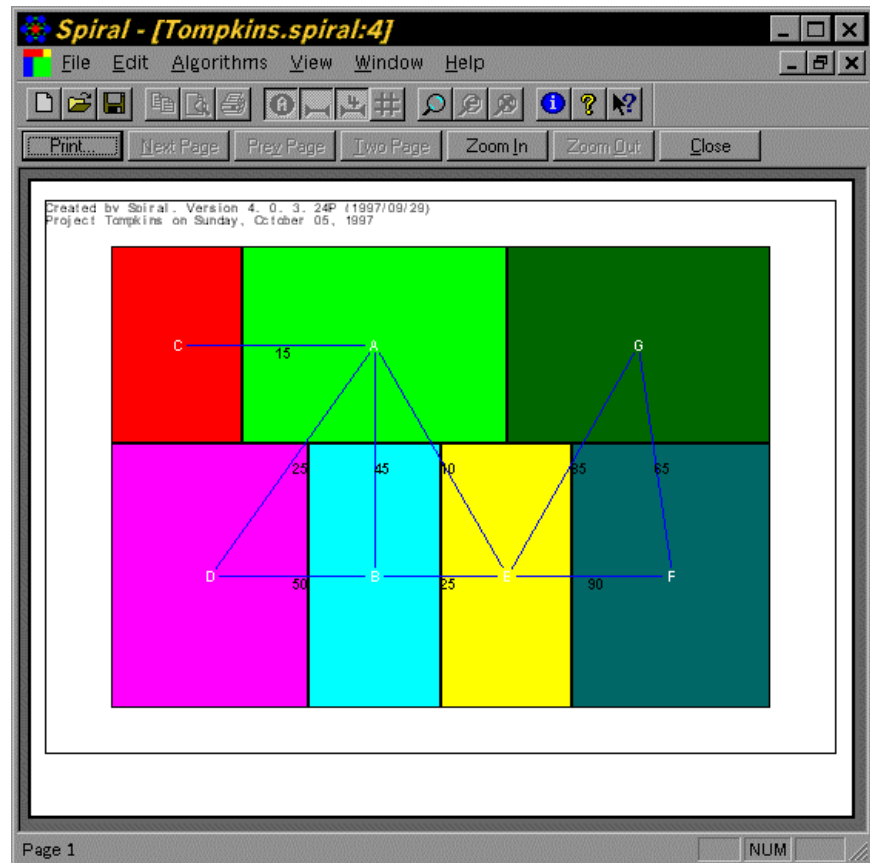 Spiral - [Tompkins.spiral:4]
File Edit Algorithms View Window Help
Print... Next Page Prev Page Two Page Zoom In Zoom Out Close
Created by Spiral. Version 4. 0. 3. 24P (1997/09/29)
Project Tompkins on Sunday, October 05, 1997
C A G
15
25 45 10 85 65
D B E F
50 25 90
Page 1 NUM